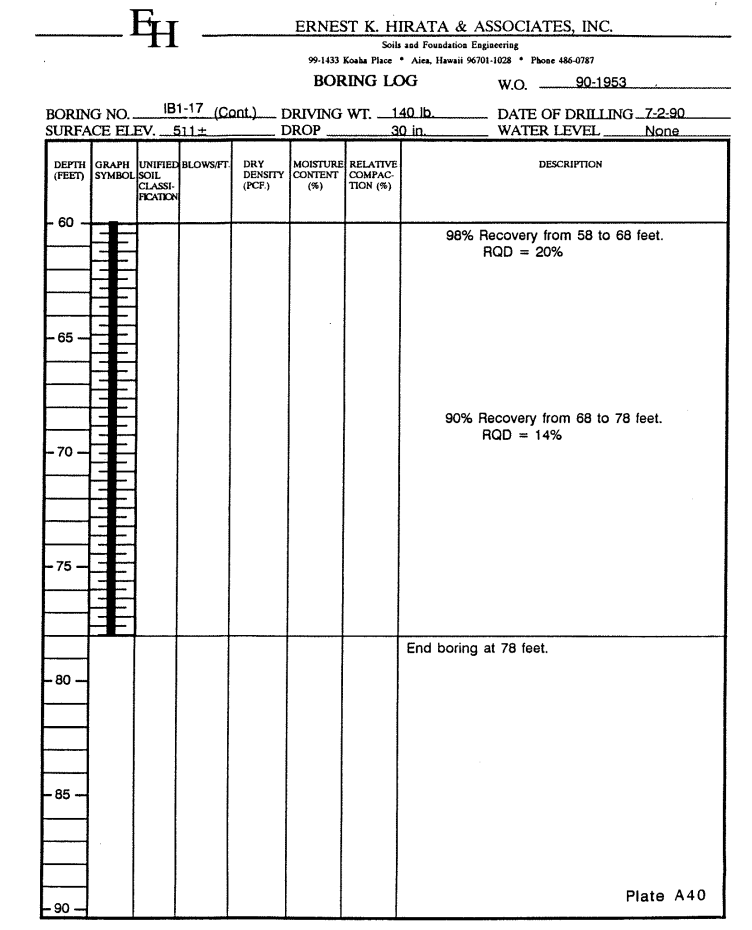 EH
ERNEST K. HIRATA & ASSOCIATES, INC.
Soils and Foundation Engineering
99-1433 Koaha Place * Aiea, Hawaii 96701-1028 * Phone 486-0787
BORING LOG
W.O. 90-1953
BORING NO. IB1-17 (Cont.) DRIVING WT. 140 lb. DATE OF DRILLING 7-2-90
SURFACE ELEV. 511± DROP 30 in. WATER LEVEL None
DEPTH (FEET)
GRAPH SYMBOL
UNIFIED SOIL CLASSI-FICATION
BLOWS/FT.
DRY DENSITY (PCF.)
MOISTURE CONTENT (%)
RELATIVE COMPAC-TION (%)
DESCRIPTION
60
98% Recovery from 58 to 68 feet.
RQD = 20%
65
90% Recovery from 68 to 78 feet.
RQD = 14%
70
75
End boring at 78 feet.
80
85
Plate A40
90